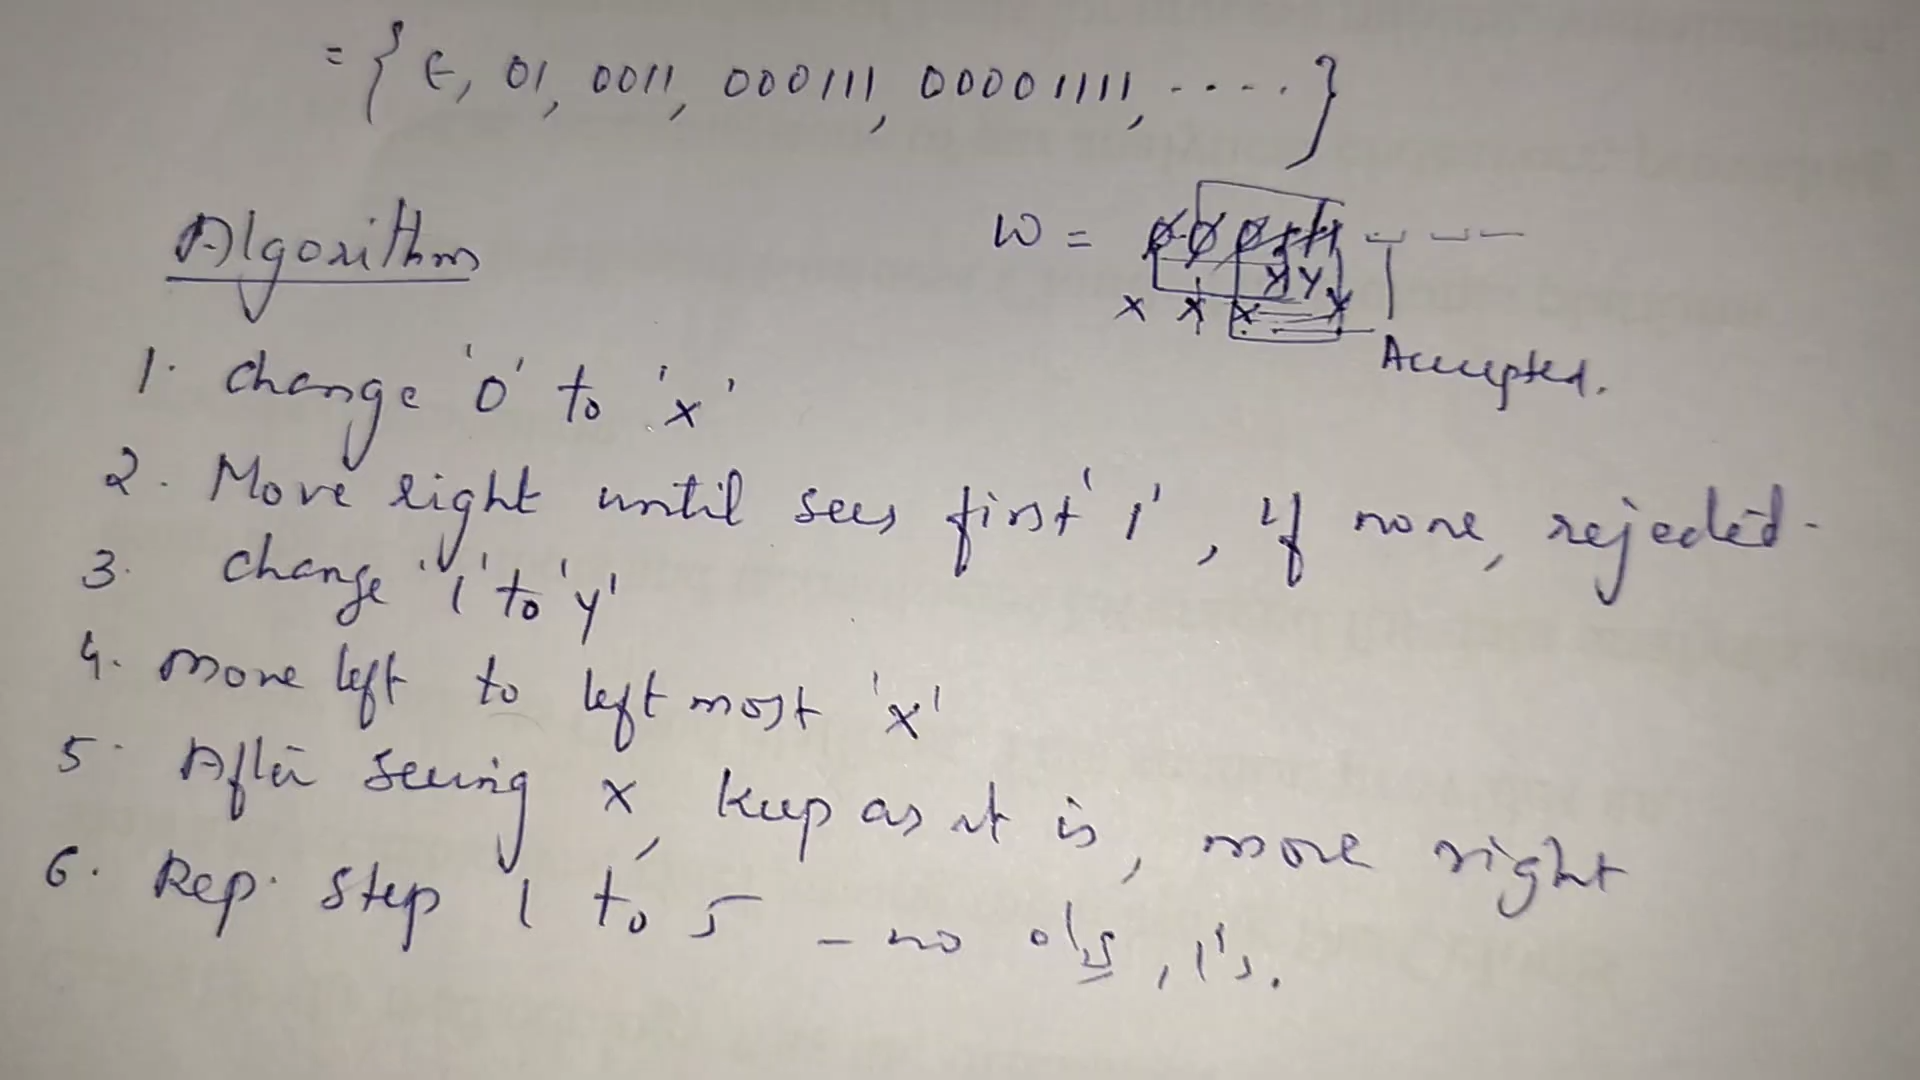 = { ε, 01, 0011, 000111, 00001111, ..... }
Algorithm
W = 000111
X X X Y Y Y
Accepted.
1. change '0' to 'x'
2. Move right until sees first '1', if none, rejected.
3. change '1' to 'y'
4. move left to left most 'x'
5. After seeing x, keep as it is, move right
6. Rep. step 1 to 5 - no 0's, 1's.